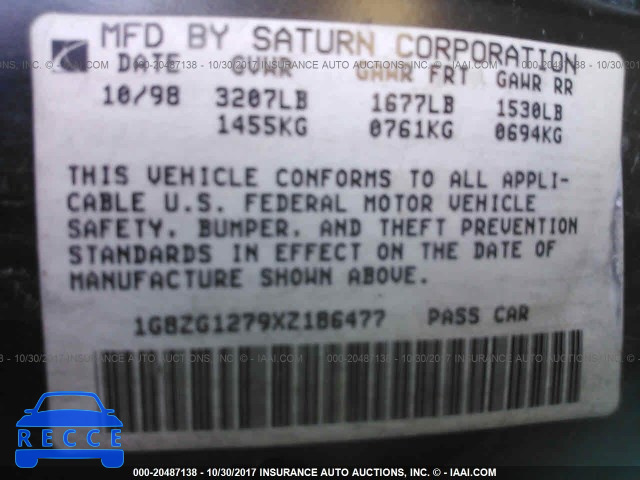 MFD BY SATURN CORPORATION
DATE GVWR GAWR FRT GAWR RR
10/98 3207LB 1677LB 1530LB
1455KG 0761KG 0694KG
THIS VEHICLE CONFORMS TO ALL APPLI-
CABLE U.S. FEDERAL MOTOR VEHICLE
SAFETY, BUMPER, AND THEFT PREVENTION
STANDARDS IN EFFECT ON THE DATE OF
MANUFACTURE SHOWN ABOVE.
1G8ZG1279XZ186477 PASS CAR
RECCE
000-20487138 - 10/30/2017 INSURANCE AUTO AUCTIONS, INC. - © IAAI.COM